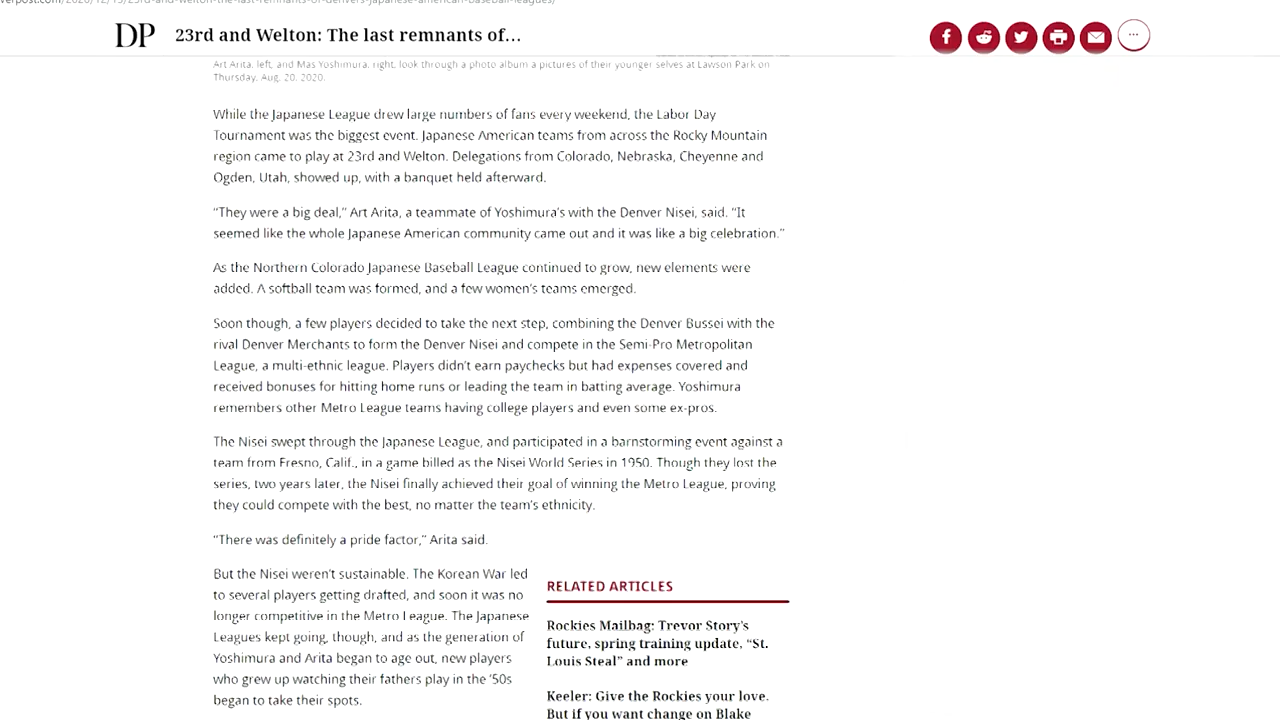 verpost.com/2020/12/13/23rd-and-welton-the-last-remnants-of-denvers-japanese-american-baseball-leagues/
DP 23rd and Welton: The last remnants of...
Art Arita, left, and Mas Yoshimura, right, look through a photo album a pictures of their younger selves at Lawson Park on
Thursday, Aug. 20, 2020.
While the Japanese League drew large numbers of fans every weekend, the Labor Day
Tournament was the biggest event. Japanese American teams from across the Rocky Mountain
region came to play at 23rd and Welton. Delegations from Colorado, Nebraska, Cheyenne and
Ogden, Utah, showed up, with a banquet held afterward.
“They were a big deal,” Art Arita, a teammate of Yoshimura’s with the Denver Nisei, said. “It
seemed like the whole Japanese American community came out and it was like a big celebration.”
As the Northern Colorado Japanese Baseball League continued to grow, new elements were
added. A softball team was formed, and a few women’s teams emerged.
Soon though, a few players decided to take the next step, combining the Denver Bussei with the
rival Denver Merchants to form the Denver Nisei and compete in the Semi-Pro Metropolitan
League, a multi-ethnic league. Players didn’t earn paychecks but had expenses covered and
received bonuses for hitting home runs or leading the team in batting average. Yoshimura
remembers other Metro League teams having college players and even some ex-pros.
The Nisei swept through the Japanese League, and participated in a barnstorming event against a
team from Fresno, Calif., in a game billed as the Nisei World Series in 1950. Though they lost the
series, two years later, the Nisei finally achieved their goal of winning the Metro League, proving
they could compete with the best, no matter the team’s ethnicity.
“There was definitely a pride factor,” Arita said.
But the Nisei weren’t sustainable. The Korean War led
to several players getting drafted, and soon it was no
longer competitive in the Metro League. The Japanese
Leagues kept going, though, and as the generation of
Yoshimura and Arita began to age out, new players
who grew up watching their fathers play in the ’50s
began to take their spots.
RELATED ARTICLES
Rockies Mailbag: Trevor Story’s
future, spring training update, “St.
Louis Steal” and more
Keeler: Give the Rockies your love.
But if you want change on Blake